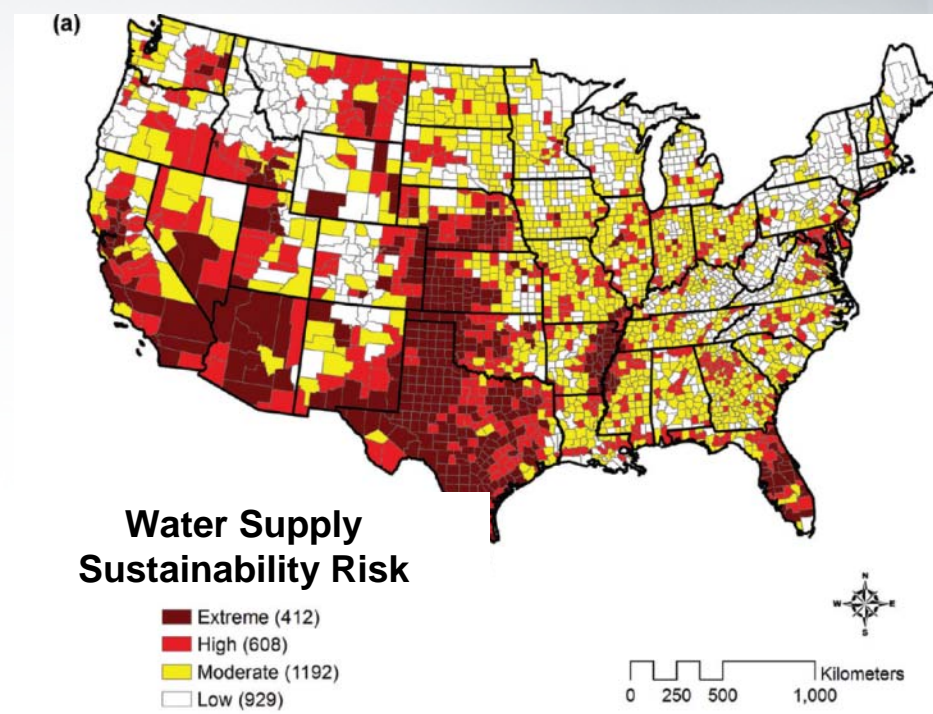 (a)
Water Supply
Sustainability Risk
Extreme (412)
High (608)
Moderate (1192)
Low (929)
N
W E
S
Kilometers
0 250 500 1,000